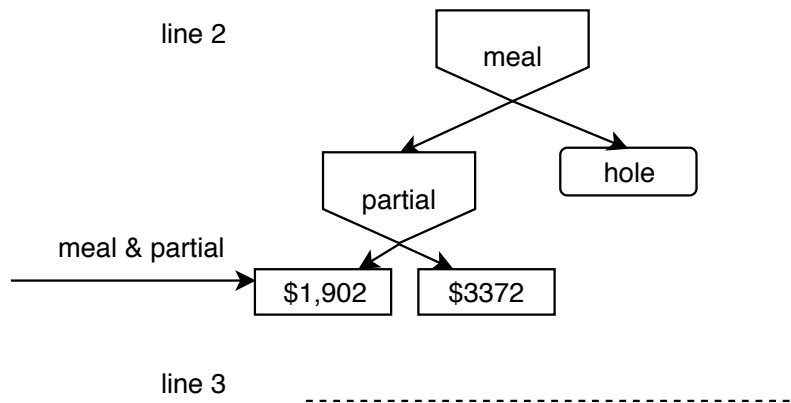 line 2
meal
hole
partial
meal & partial
$1,902
$3372
line 3